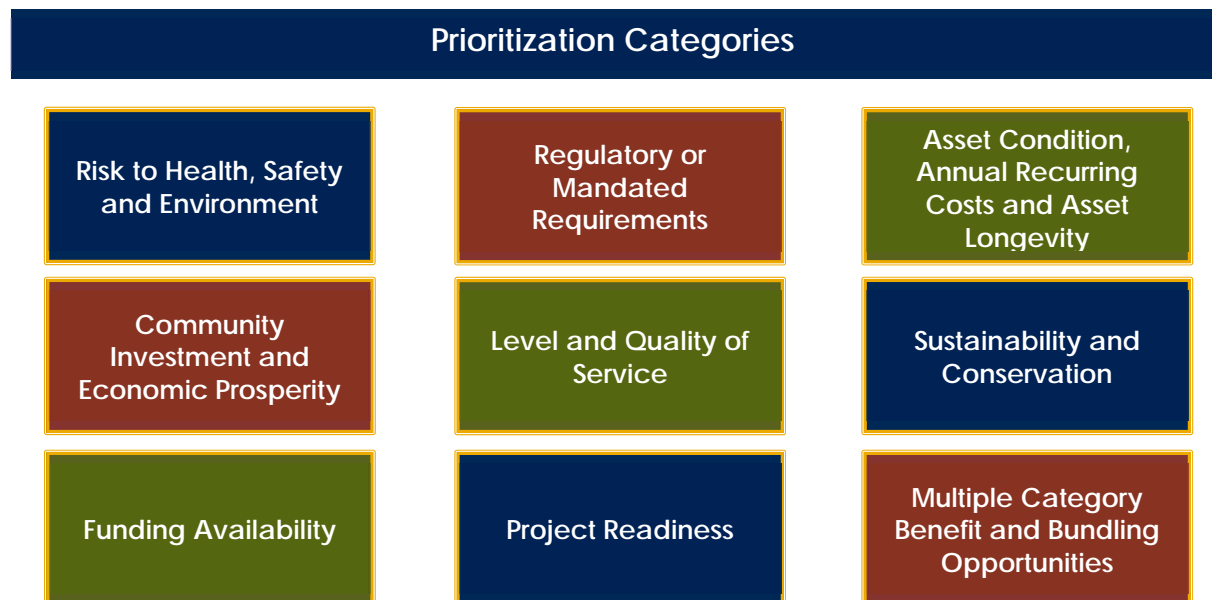 Prioritization Categories
Risk to Health, Safety
and Environment
Regulatory or
Mandated
Requirements
Asset Condition,
Annual Recurring
Costs and Asset
Longevity
Community
Investment and
Economic Prosperity
Level and Quality of
Service
Sustainability and
Conservation
Funding Availability
Project Readiness
Multiple Category
Benefit and Bundling
Opportunities